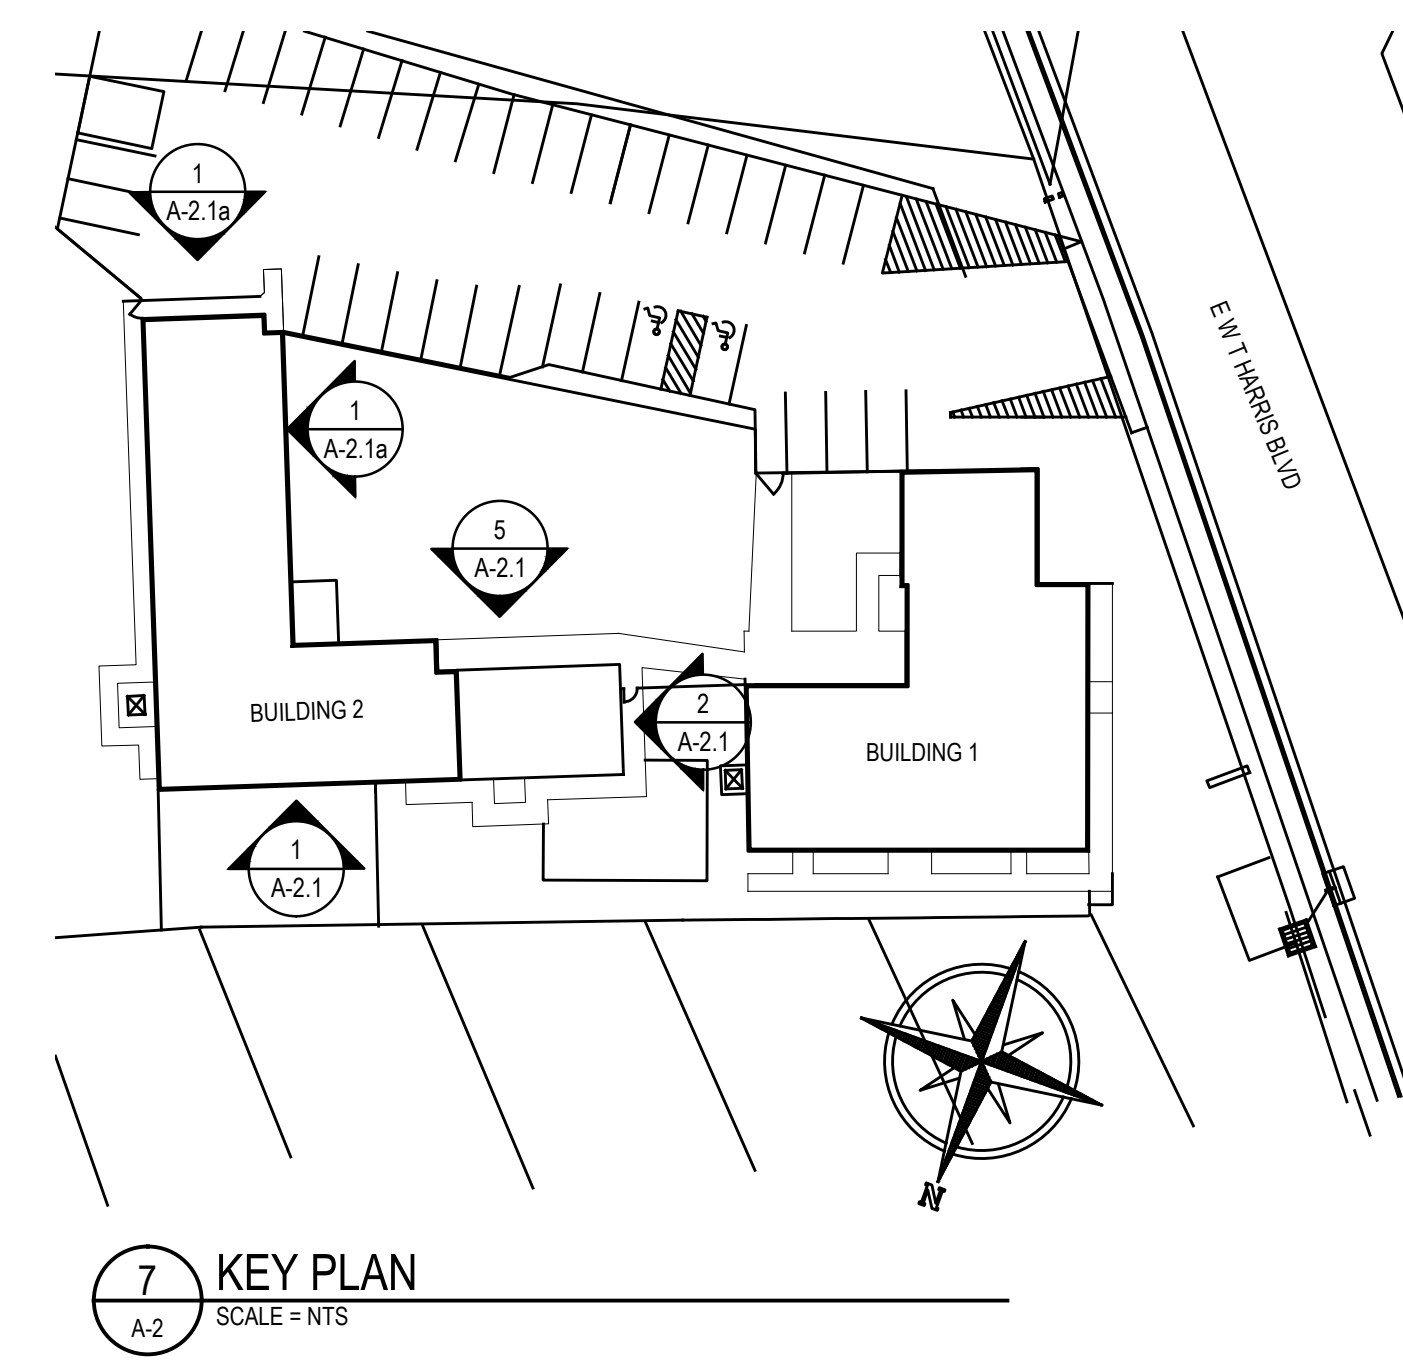 1
A-2.1a
E W T HARRIS BLVD
1
A-2.1a
5
A-2.1
2
A-2.1
BUILDING 2
BUILDING 1
1
A-2.1
N
7
KEY PLAN
A-2
SCALE = NTS